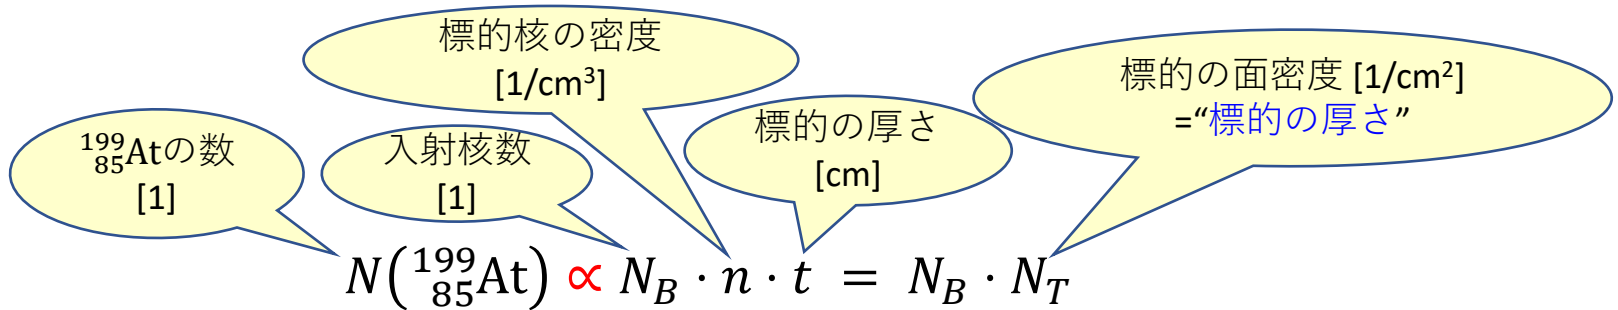 標的核の密度
[1/cm³]
標的の面密度 [1/cm²]
=“標的の厚さ”
¹⁹⁹₈₅Atの数
[1]
入射核数
[1]
標的の厚さ
[cm]
N(¹⁹⁹₈₅At) ∝ N_B · n · t = N_B · N_T